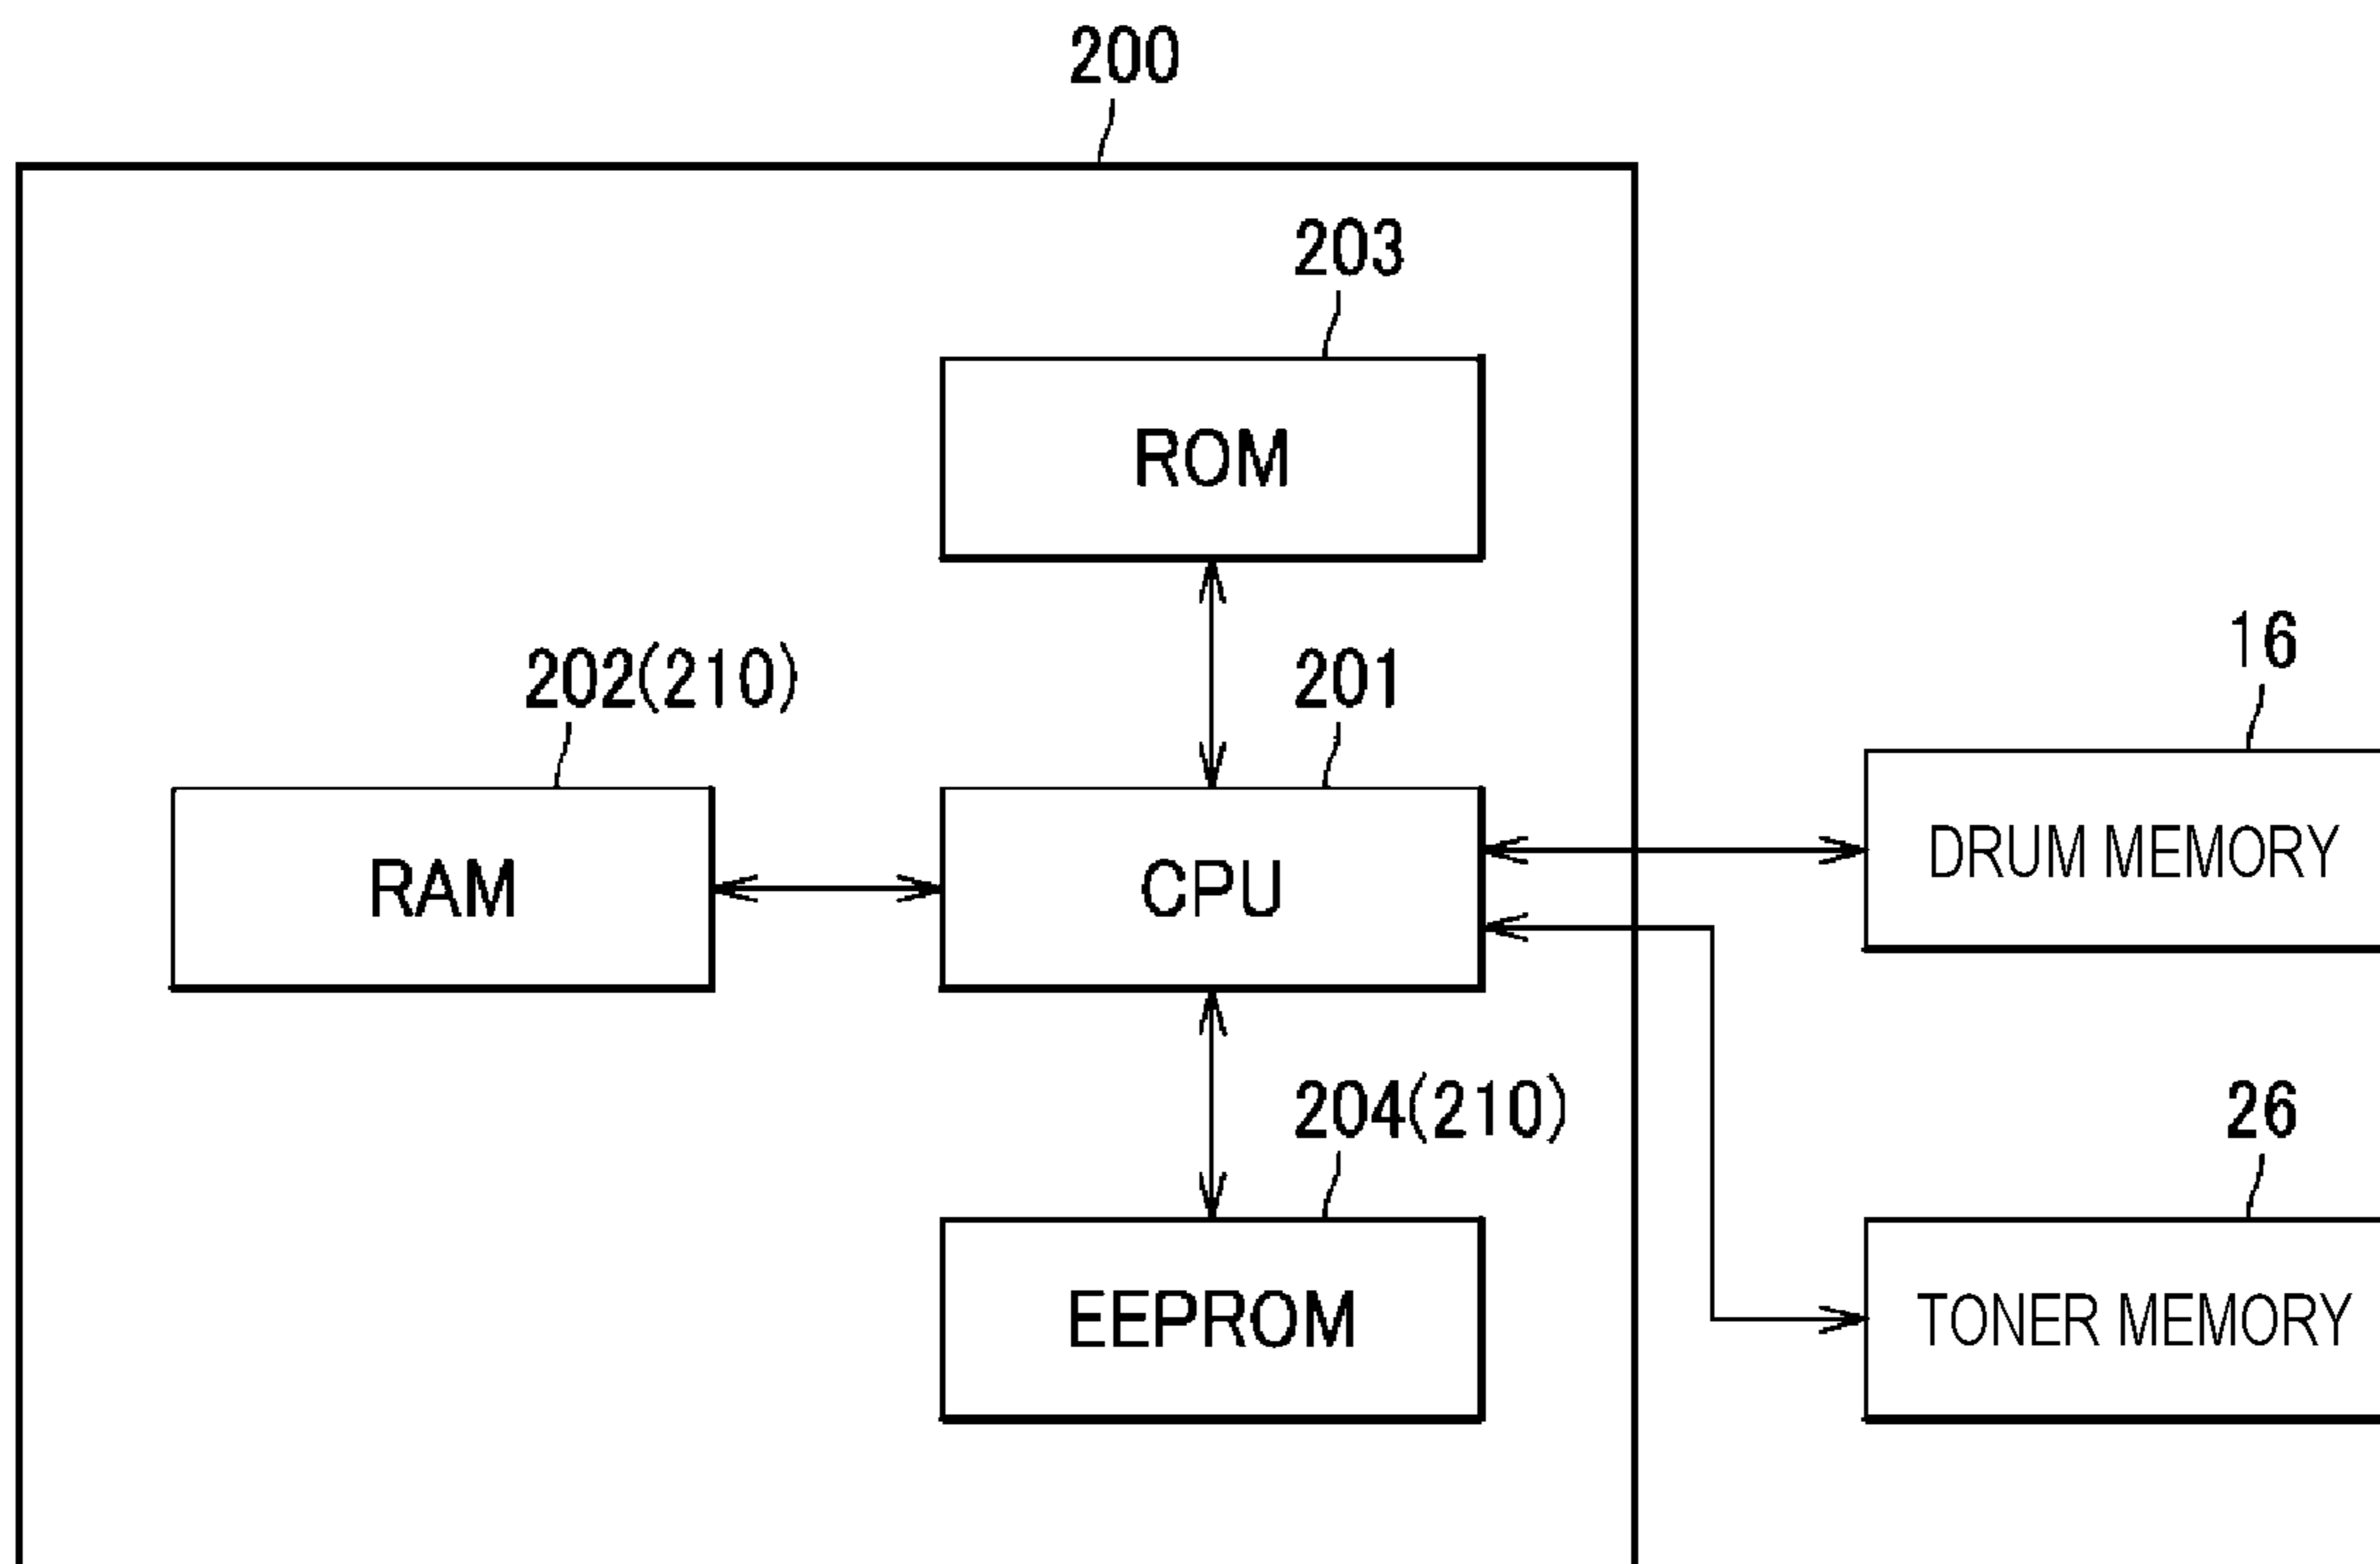 200
203
ROM
202(210)
201
16
RAM
CPU
DRUM MEMORY
204(210)
26
EEPROM
TONER MEMORY